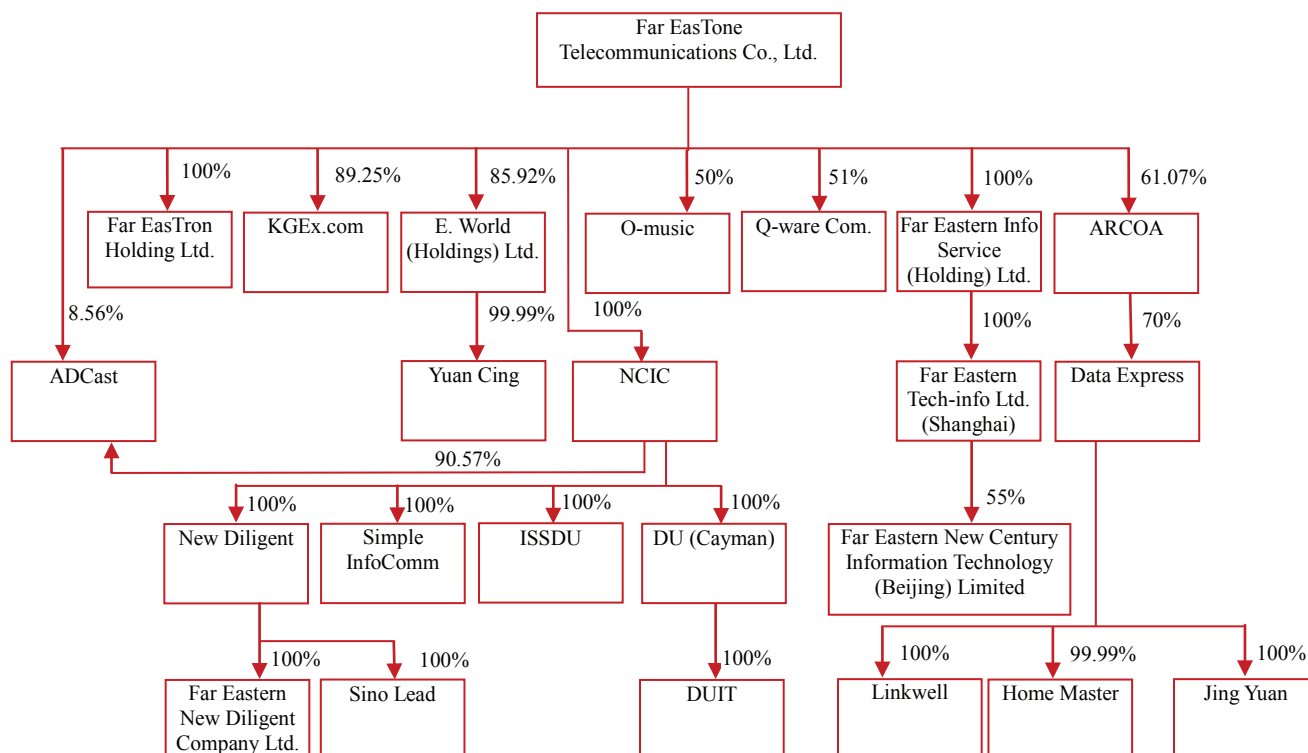 Far EasTone
Telecommunications Co., Ltd.
100%
89.25%
85.92%
50%
51%
100%
61.07%
Far EasTron
Holding Ltd.
KGEx.com
E. World
(Holdings) Ltd.
O-music
Q-ware Com.
Far Eastern Info
Service
(Holding) Ltd.
ARCOA
8.56%
99.99%
100%
100%
70%
ADCast
Yuan Cing
NCIC
Far Eastern
Tech-info Ltd.
(Shanghai)
Data Express
90.57%
100%
100%
100%
100%
55%
New Diligent
Simple
InfoComm
ISSDU
DU (Cayman)
Far Eastern New Century
Information Technology
(Beijing) Limited
100%
100%
100%
100%
99.99%
100%
Far Eastern
New Diligent
Company Ltd.
Sino Lead
DUIT
Linkwell
Home Master
Jing Yuan